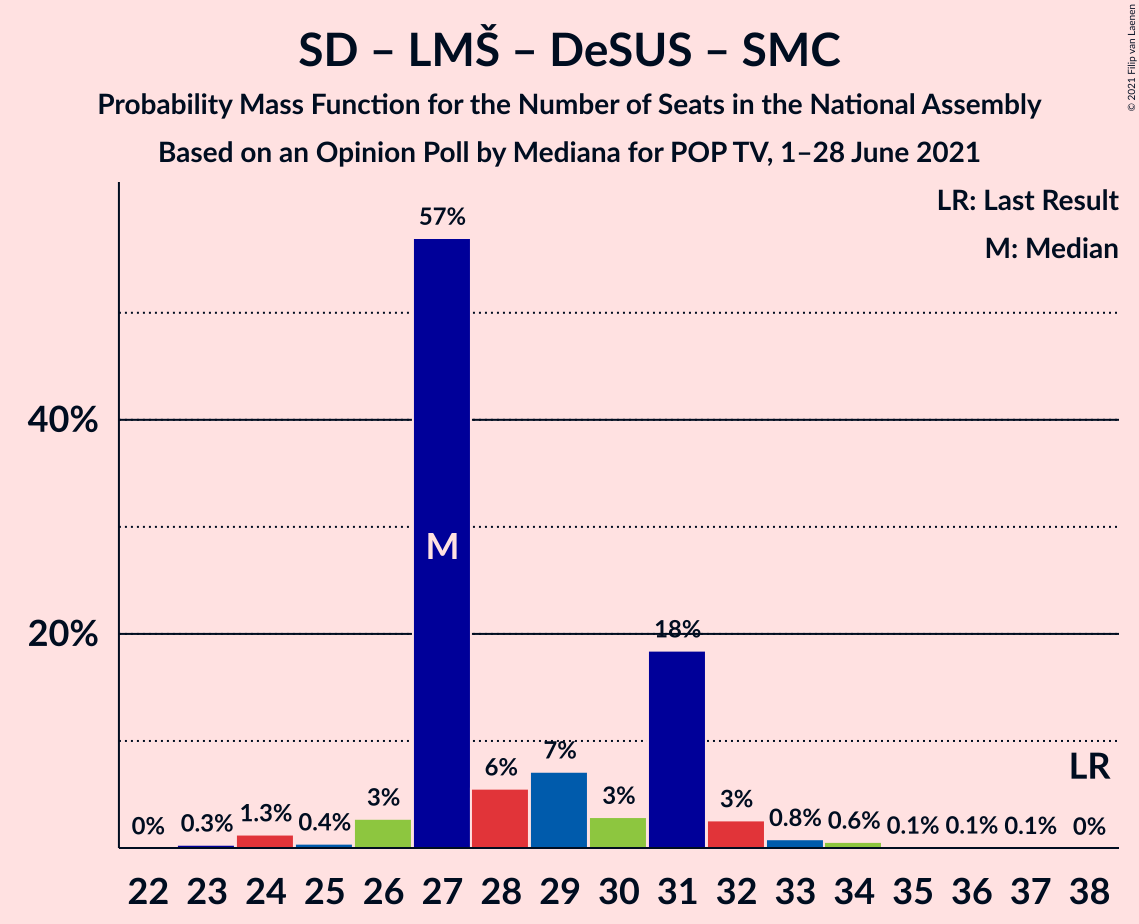 SD – LMŠ – DeSUS – SMC
Probability Mass Function for the Number of Seats in the National Assembly
Based on an Opinion Poll by Mediana for POP TV, 1–28 June 2021
© 2021 Filip van Laenen
LR: Last Result
M: Median
40%
20%
0%
0.3%
1.3%
0.4%
3%
57%
M
6%
7%
3%
18%
3%
0.8%
0.6%
0.1%
0.1%
0.1%
0%
LR
22 23 24 25 26 27 28 29 30 31 32 33 34 35 36 37 38